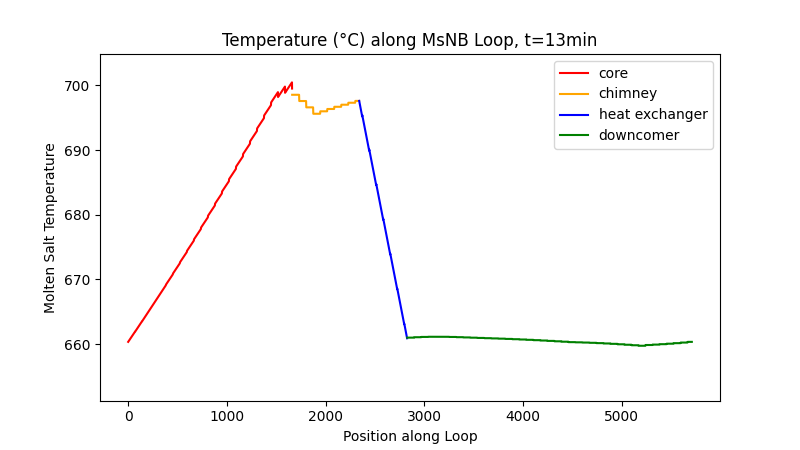 Temperature (°C) along MsNB Loop, t=13min
core
chimney
heat exchanger
downcomer
Molten Salt Temperature
700
690
680
670
660
0 1000 2000 3000 4000 5000
Position along Loop